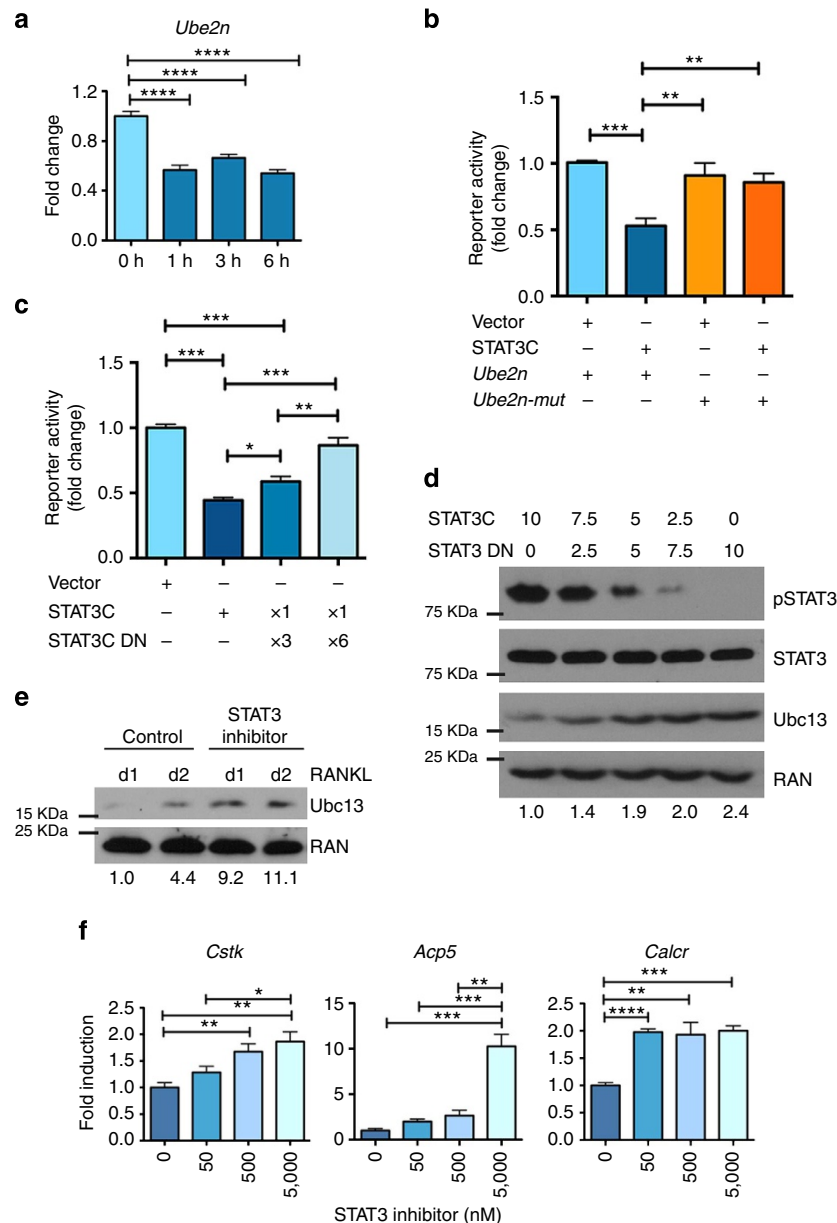 a
Ube2n
****
****
****
Fold change
1.2
0.8
0.4
0.0
0 h 1 h 3 h 6 h
b
**
**
***
Reporter activity
(fold change)
1.5
1.0
0.5
0.0
Vector + – + –
STAT3C – + – +
Ube2n + + – –
Ube2n-mut – – + +
c
***
***
***
**
*
Reporter activity
(fold change)
1.5
1.0
0.5
0.0
Vector + – – –
STAT3C – + ×1 ×1
STAT3C DN – – ×3 ×6
d
STAT3C 10 7.5 5 2.5 0
STAT3 DN 0 2.5 5 7.5 10
75 KDa pSTAT3
75 KDa STAT3
15 KDa Ubc13
25 KDa RAN
1.0 1.4 1.9 2.0 2.4
e
Control STAT3
inhibitor
d1 d2 d1 d2 RANKL
15 KDa Ubc13
25 KDa RAN
1.0 4.4 9.2 11.1
f
Cstk
*
**
**
Fold induction
2.5
2.0
1.5
1.0
0.5
0.0
0 50 500 5,000
Acp5
**
***
***
15
10
5
0
0 50 500 5,000
Calcr
***
**
****
2.5
2.0
1.5
1.0
0.5
0.0
0 50 500 5,000
STAT3 inhibitor (nM)